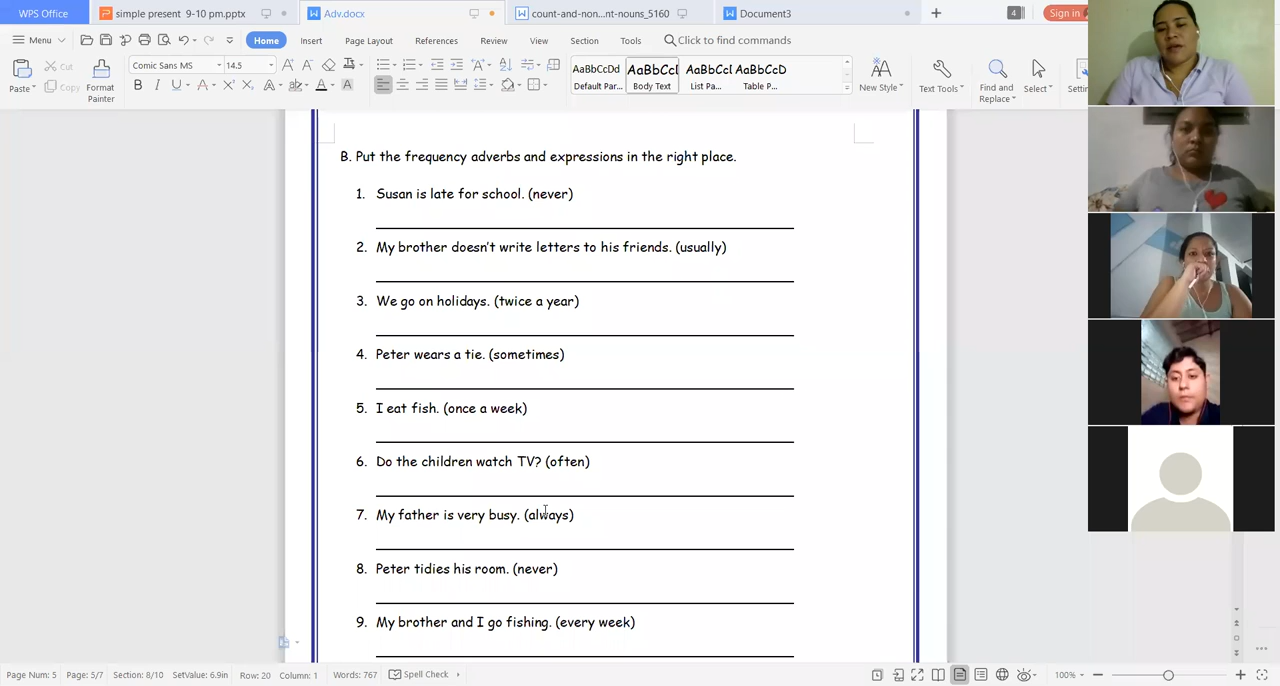 WPS Office simple present 9-10 pm.pptx Adv.docx count-and-non...nt-nouns_5160 Document3 + 4 Sign in
Menu Home Insert Page Layout References Review View Section Tools Click to find commands
Paste Cut Copy Format Painter Comic Sans MS 14.5 B I U A AaBbCcDd Default Par... AaBbCcl Body Text AaBbCcl List Pa... AaBbCcD Table P... New Style Text Tools Find and Replace Select
B. Put the frequency adverbs and expressions in the right place.
1. Susan is late for school. (never)
2. My brother doesn't write letters to his friends. (usually)
3. We go on holidays. (twice a year)
4. Peter wears a tie. (sometimes)
5. I eat fish. (once a week)
6. Do the children watch TV? (often)
7. My father is very busy. (always)
8. Peter tidies his room. (never)
9. My brother and I go fishing. (every week)
Page Num: 5 Page: 5/7 Section: 8/10 SetValue: 6.9in Row: 20 Column: 1 Words: 767 Spell Check 100%